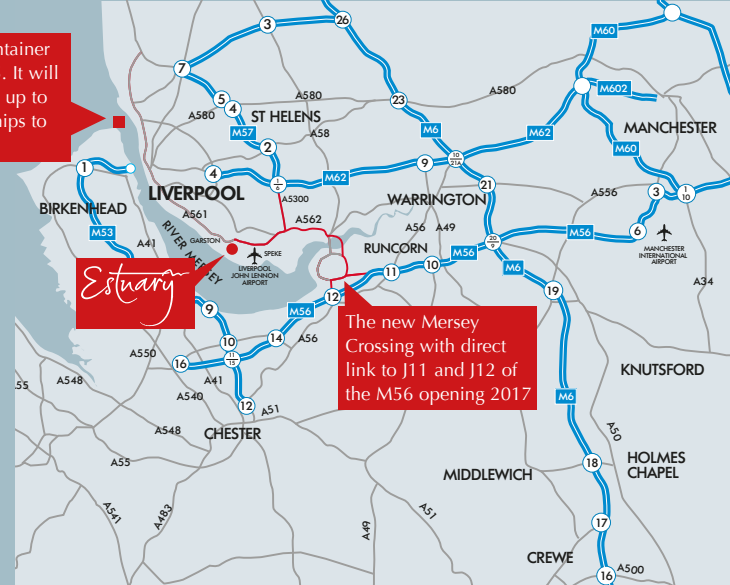 ntainer
. It will
up to
hips to
3
26
M60
7
5
4
A580
A580
ST HELENS
A58
23
A580
M602
M57
2
M6
M62
MANCHESTER
M60
1
4
1
6
M62
9
10
21A
LIVERPOOL
A5300
WARRINGTON
21
A556
3
1
10
BIRKENHEAD
A561
A562
M53
A41
RIVER MERSEY
GARSTON
SPEKE
LIVERPOOL
JOHN LENNON
AIRPORT
RUNCORN
A56
A49
M56
20
9
M56
6
MANCHESTER
INTERNATIONAL
AIRPORT
Estuary
11
10
M6
A34
12
19
9
M56
The new Mersey
Crossing with direct
link to J11 and J12 of
the M56 opening 2017
10
14
A56
A550
16
11
15
KNUTSFORD
55
A548
A41
A540
12
A51
M6
CHESTER
A548
A50
A55
18
HOLMES
CHAPEL
MIDDLEWICH
A541
A483
A49
A51
17
CREWE
16
A500